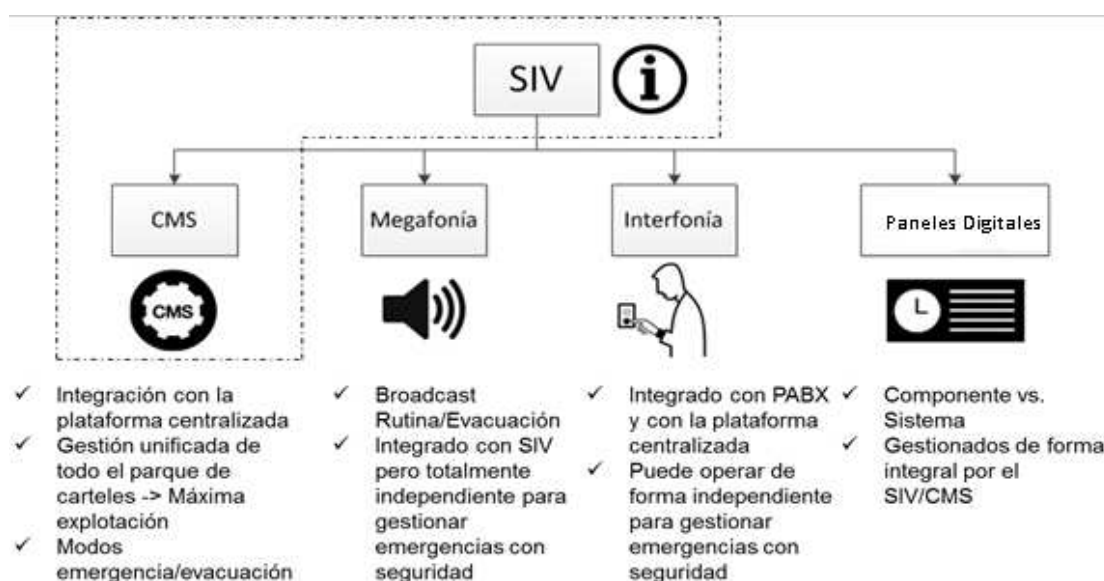 SIV
i
CMS
Megafonía
Interfonía
Paneles Digitales
CMS
✓ Integración con la
plataforma centralizada
✓ Gestión unificada de
todo el parque de
carteles -> Máxima
explotación
✓ Modos
emergencia/evacuación
✓ Broadcast
Rutina/Evacuación
✓ Integrado con SIV
pero totalmente
independiente para
gestionar
emergencias con
seguridad
✓ Integrado con PABX
y con la plataforma
centralizada
✓ Puede operar de
forma independiente
para gestionar
emergencias con
seguridad
✓ Componente vs.
Sistema
✓ Gestionados de forma
integral por el
SIV/CMS